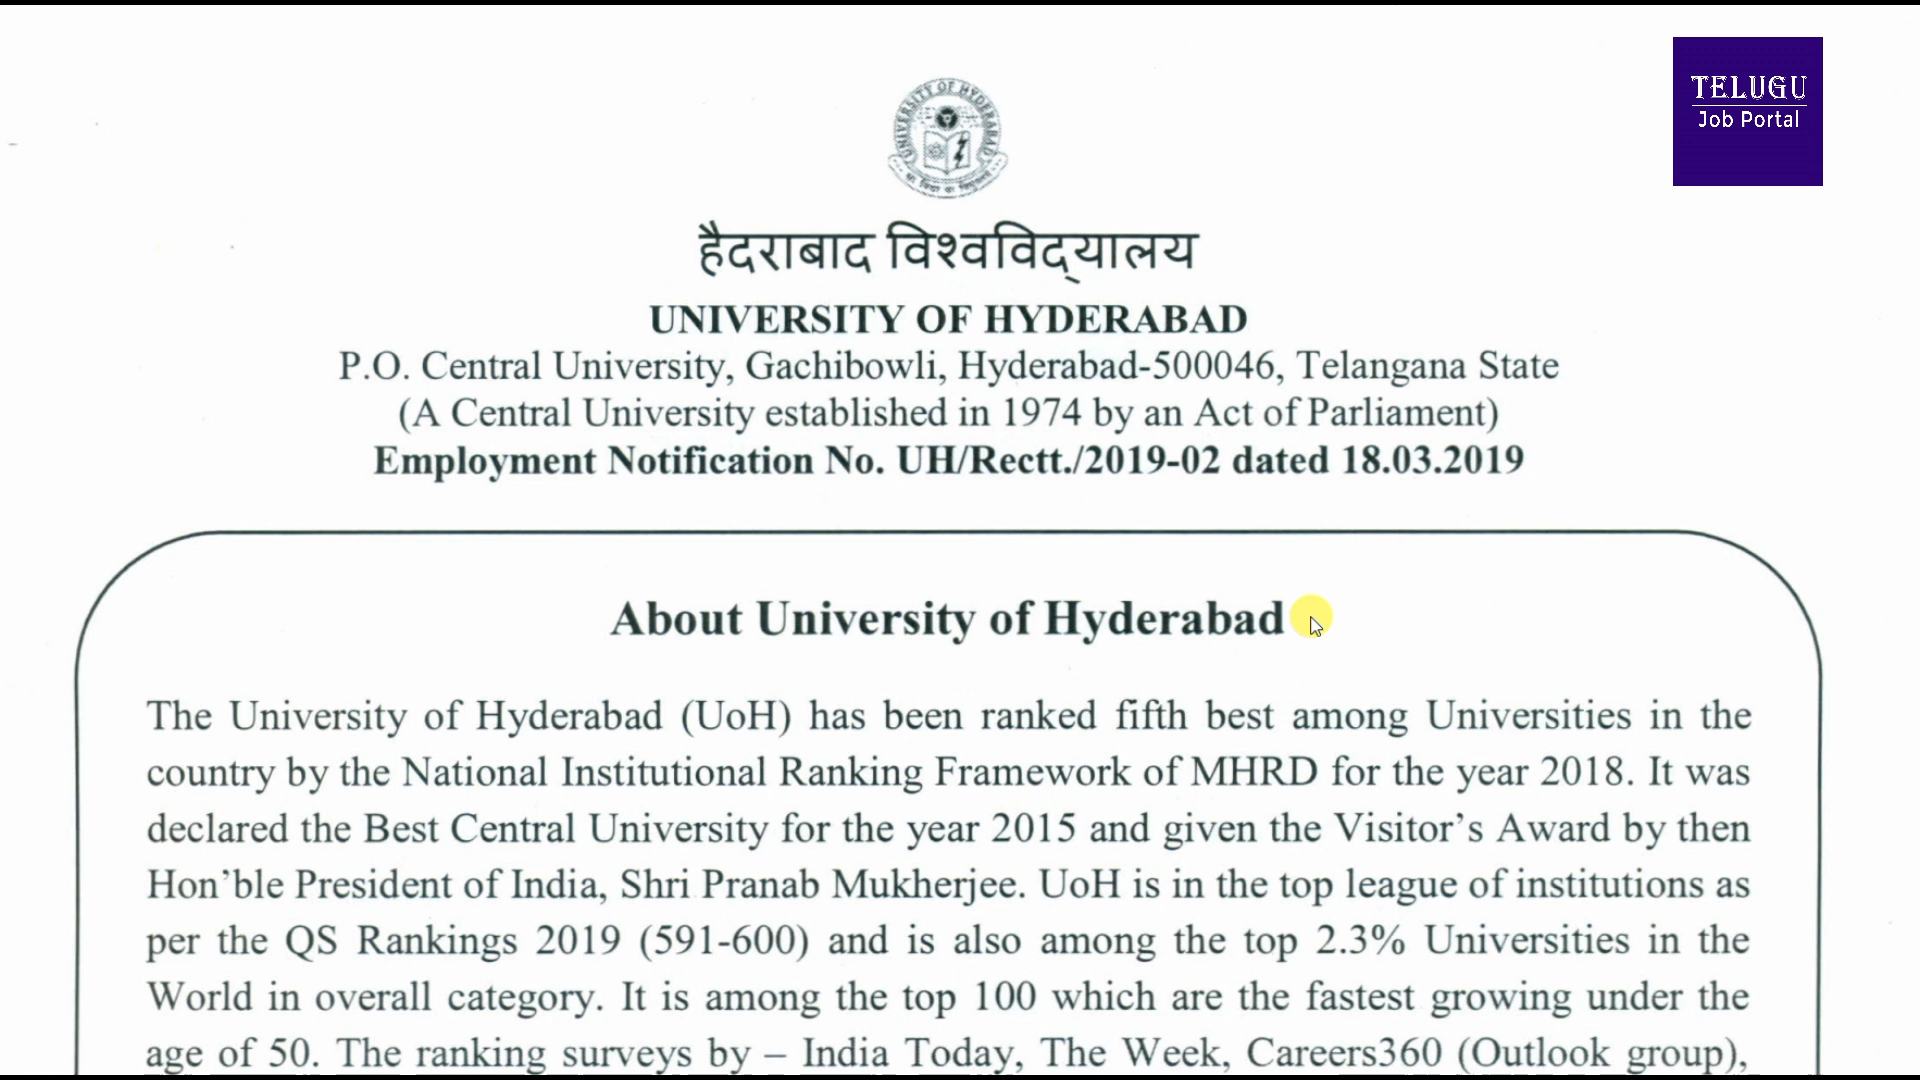 TELUGU
Job Portal
UNIVERSITY OF HYDERABAD
हैदराबाद विश्वविद्‌यालय
UNIVERSITY OF HYDERABAD
P.O. Central University, Gachibowli, Hyderabad-500046, Telangana State
(A Central University established in 1974 by an Act of Parliament)
Employment Notification No. UH/Rectt./2019-02 dated 18.03.2019
About University of Hyderabad
The University of Hyderabad (UoH) has been ranked fifth best among Universities in the
country by the National Institutional Ranking Framework of MHRD for the year 2018. It was
declared the Best Central University for the year 2015 and given the Visitor’s Award by then
Hon’ble President of India, Shri Pranab Mukherjee. UoH is in the top league of institutions as
per the QS Rankings 2019 (591-600) and is also among the top 2.3% Universities in the
World in overall category. It is among the top 100 which are the fastest growing under the
age of 50. The ranking surveys by – India Today, The Week, Careers360 (Outlook group),